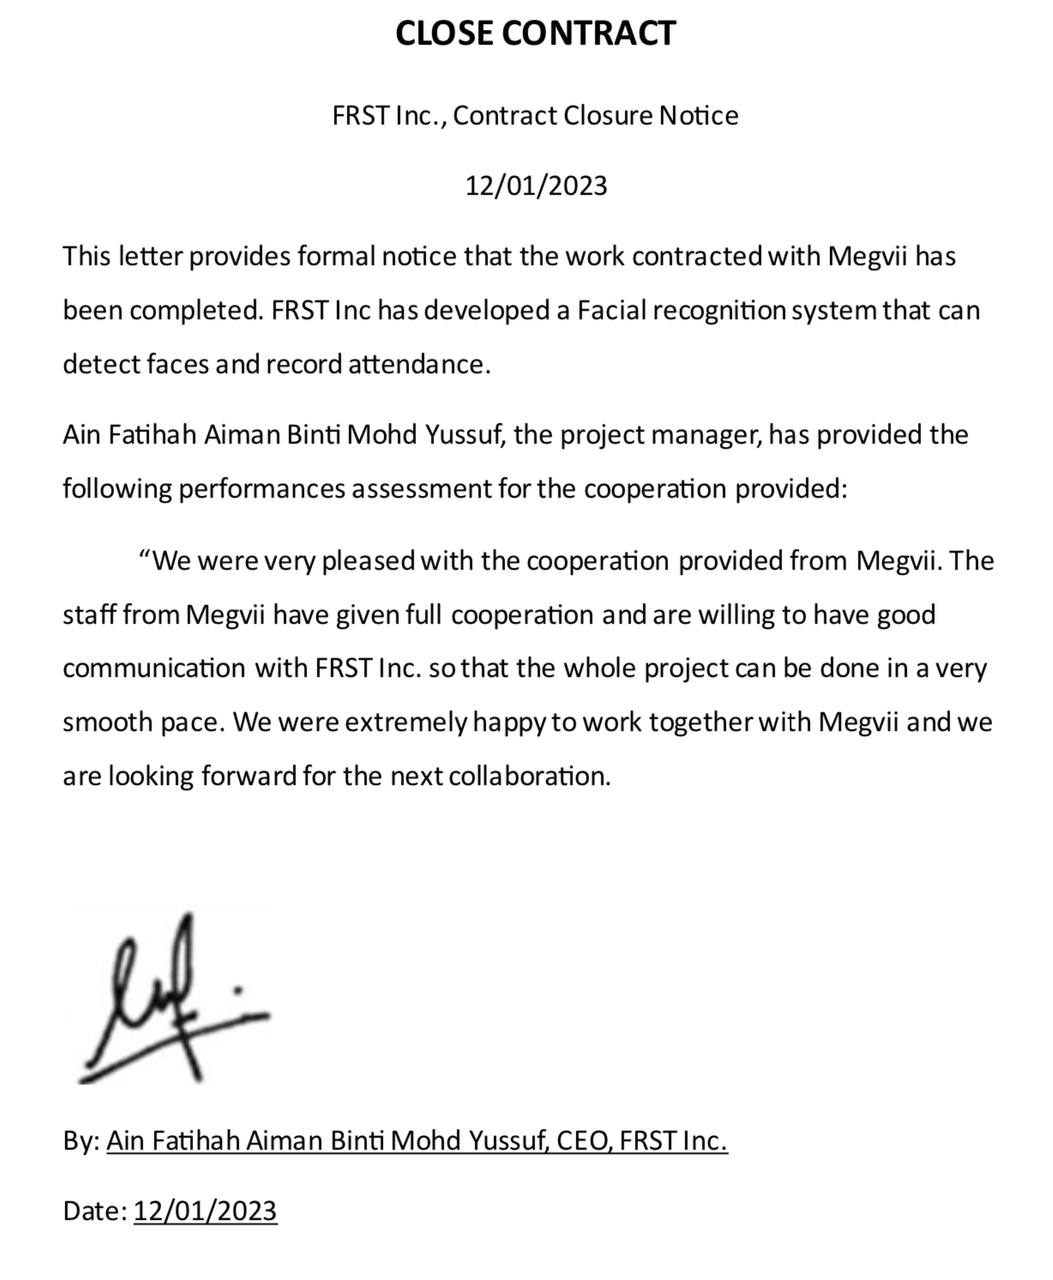 CLOSE CONTRACT
FRST Inc., Contract Closure Notice
12/01/2023
This letter provides formal notice that the work contracted with Megvii has
been completed. FRST Inc has developed a Facial recognition system that can
detect faces and record attendance.
Ain Fatihah Aiman Binti Mohd Yussuf, the project manager, has provided the
following performances assessment for the cooperation provided:
“We were very pleased with the cooperation provided from Megvii. The
staff from Megvii have given full cooperation and are willing to have good
communication with FRST Inc. so that the whole project can be done in a very
smooth pace. We were extremely happy to work together with Megvii and we
are looking forward for the next collaboration.
By: Ain Fatihah Aiman Binti Mohd Yussuf, CEO, FRST Inc.
Date: 12/01/2023